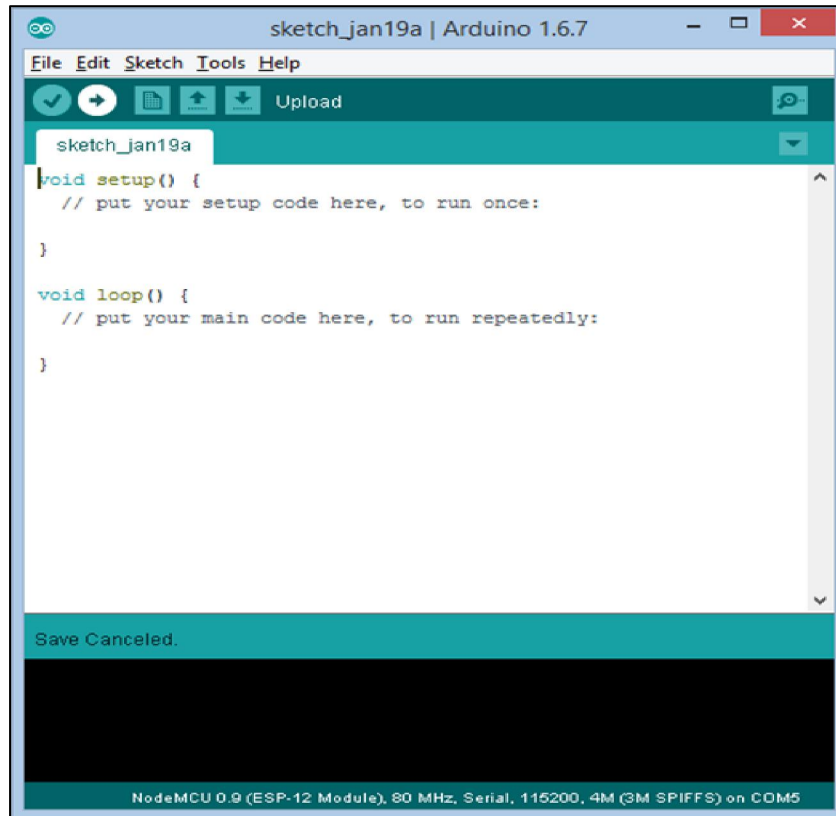 sketch_jan19a | Arduino 1.6.7
File Edit Sketch Tools Help
Upload
sketch_jan19a
void setup() {
  // put your setup code here, to run once:
}
void loop() {
  // put your main code here, to run repeatedly:
}
Save Canceled.
NodeMCU 0.9 (ESP-12 Module), 80 MHz, Serial, 115200, 4M (3M SPIFFS) on COM5